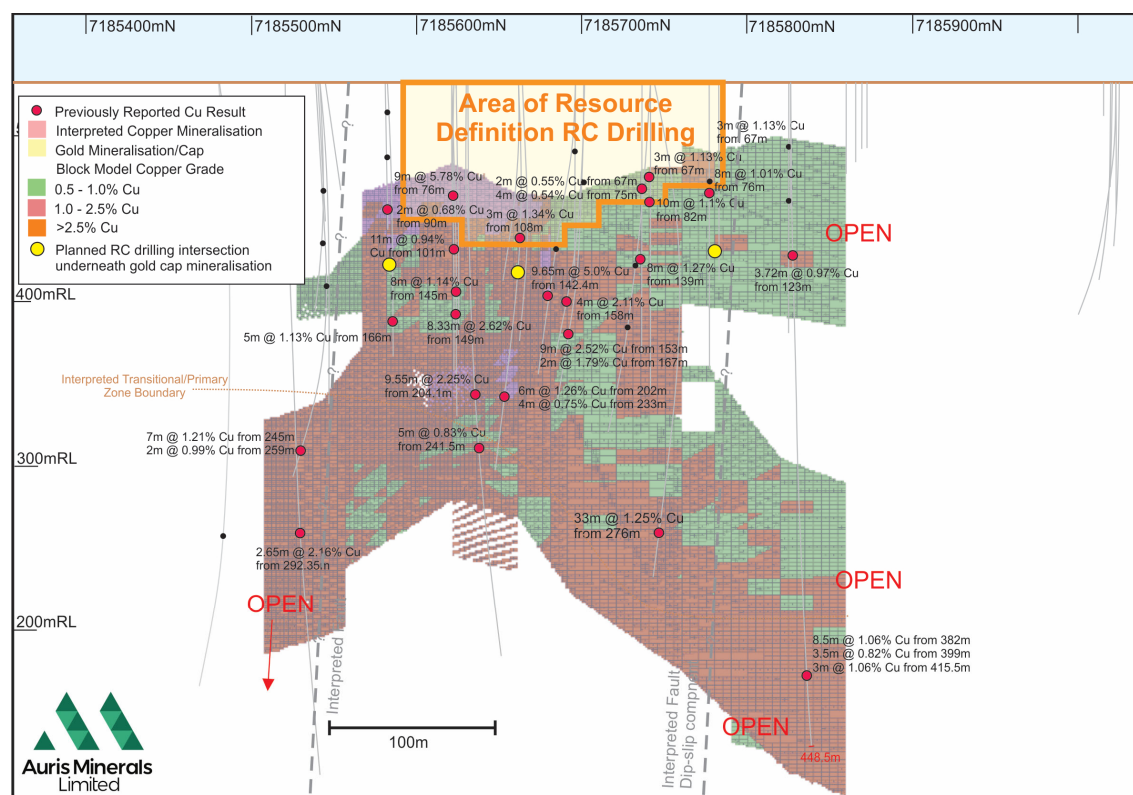 7185400mN
7185500mN
7185600mN
7185700mN
7185800mN
7185900mN
Previously Reported Cu Result
Interpreted Copper Mineralisation
Gold Mineralisation/Cap
Block Model Copper Grade
0.5 - 1.0% Cu
1.0 - 2.5% Cu
>2.5% Cu
Planned RC drilling intersection
underneath gold cap mineralisation
Area of Resource
Definition RC Drilling
3m @ 1.13% Cu
from 67m
3m @ 1.13% Cu
from 67m
8m @ 1.01% Cu
from 76m
9m @ 5.78% Cu
from 76m
2m @ 0.55% Cu from 67m
4m @ 0.54% Cu from 75m
2m @ 0.68% Cu
from 90m
3m @ 1.34% Cu
from 108m
10m @ 1.1% Cu
from 82m
OPEN
11m @ 0.94%
Cu from 101m
8m @ 1.14% Cu
from 145m
9.65m @ 5.0% Cu
from 142.4m
8m @ 1.27% Cu
from 139m
3.72m @ 0.97% Cu
from 123m
400mRL
4m @ 2.11% Cu
from 158m
5m @ 1.13% Cu from 166m
8.33m @ 2.62% Cu
from 149m
9m @ 2.52% Cu from 153m
2m @ 1.79% Cu from 167m
Interpreted Transitional/Primary
Zone Boundary
9.55m @ 2.25% Cu
from 204.1m
6m @ 1.26% Cu from 202m
4m @ 0.75% Cu from 233m
7m @ 1.21% Cu from 245m
2m @ 0.99% Cu from 259m
5m @ 0.83% Cu
from 241.5m
300mRL
33m @ 1.25% Cu
from 276m
2.65m @ 2.16% Cu
from 292.35m
OPEN
OPEN
200mRL
8.5m @ 1.06% Cu from 382m
3.5m @ 0.82% Cu from 399m
3m @ 1.06% Cu from 415.5m
Interpreted
Interpreted Fault
OPEN
448.5m
100m
Auris Minerals
Limited
?
?
?
?